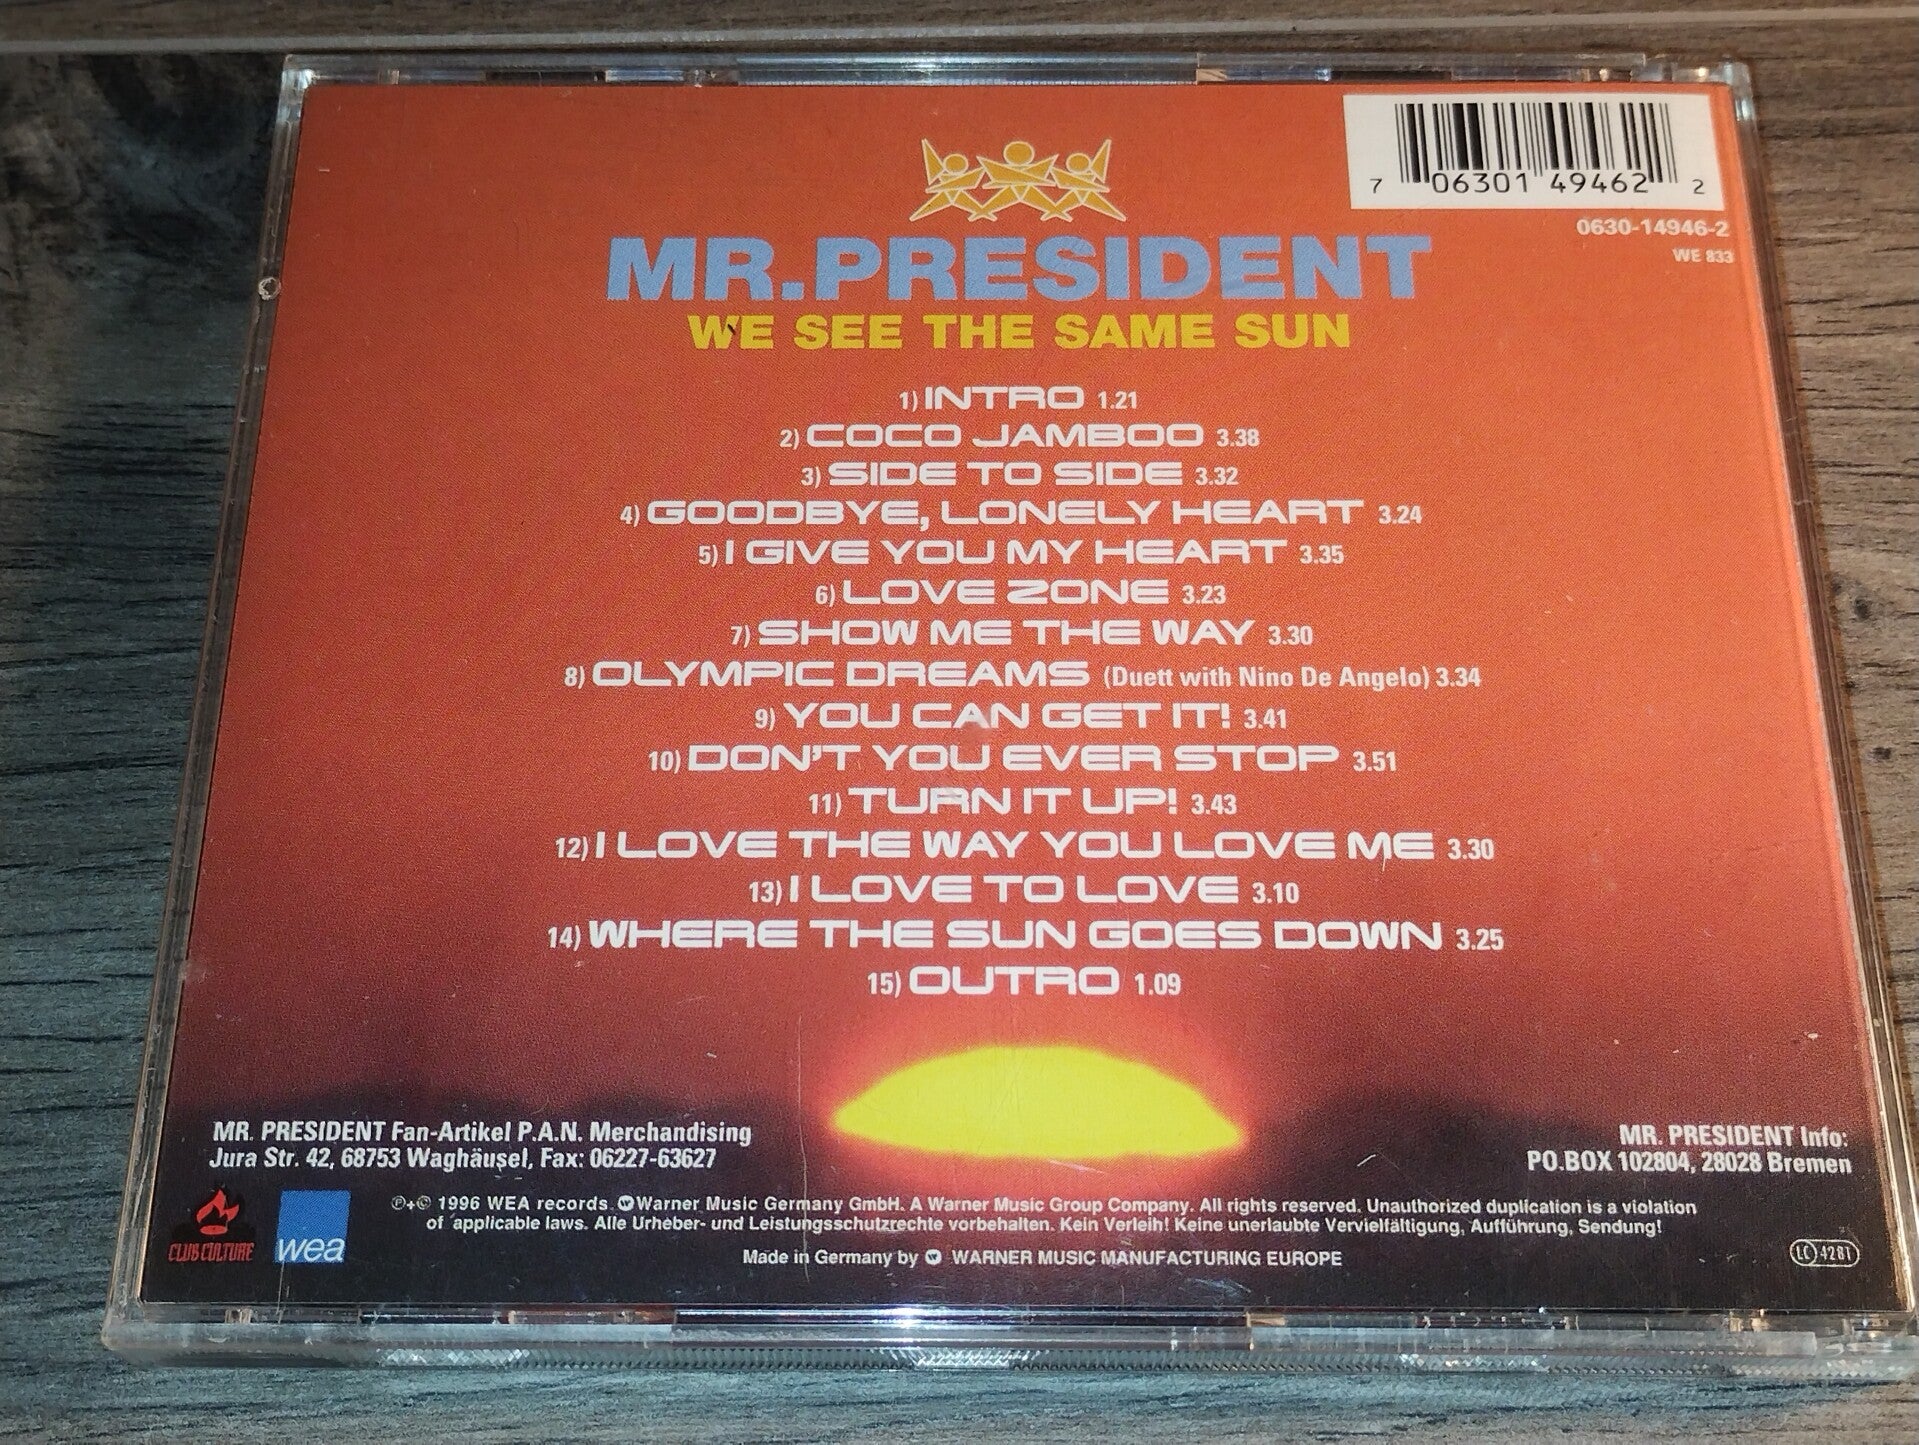 7 06301 49462 2
0630-14946-2
WE 833
MR.PRESIDENT
WE SEE THE SAME SUN
1) INTRO 1.21
2) COCO JAMBOO 3.38
3) SIDE TO SIDE 3.32
4) GOODBYE, LONELY HEART 3.24
5) I GIVE YOU MY HEART 3.35
6) LOVE ZONE 3.23
7) SHOW ME THE WAY 3.30
8) OLYMPIC DREAMS (Duett with Nino De Angelo) 3.34
9) YOU CAN GET IT! 3.41
10) DON'T YOU EVER STOP 3.51
11) TURN IT UP! 3.43
12) I LOVE THE WAY YOU LOVE ME 3.30
13) I LOVE TO LOVE 3.10
14) WHERE THE SUN GOES DOWN 3.25
15) OUTRO 1.09
MR. PRESIDENT Fan-Artikel P.A.N. Merchandising
Jura Str. 42, 68753 Waghäusel, Fax: 06227-63627
MR. PRESIDENT Info:
PO.BOX 102804, 28028 Bremen
CLUB CULTURE
wea
℗+© 1996 WEA records. Warner Music Germany GmbH. A Warner Music Group Company. All rights reserved. Unauthorized duplication is a violation
of applicable laws. Alle Urheber- und Leistungsschutzrechte vorbehalten. Kein Verleih! Keine unerlaubte Vervielfältigung, Aufführung, Sendung!
Made in Germany by WARNER MUSIC MANUFACTURING EUROPE
LC 4281